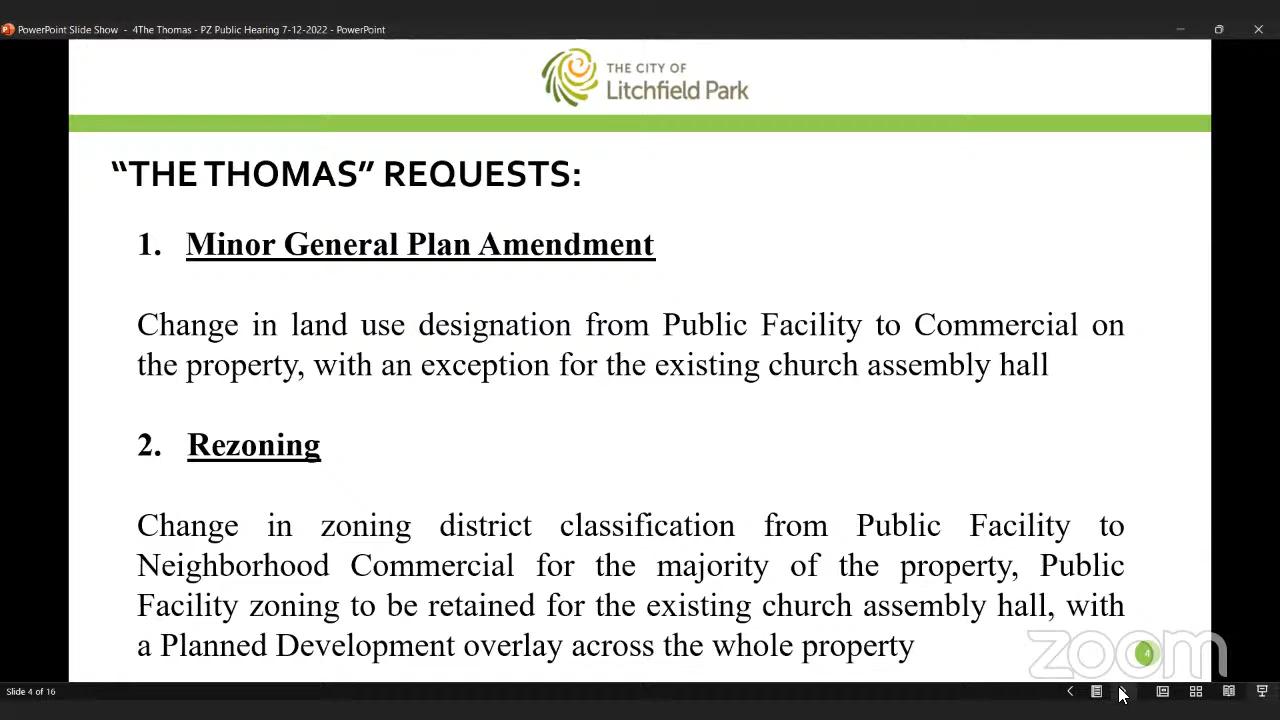 PowerPoint Slide Show - 4The Thomas - PZ Public Hearing 7-12-2022 - PowerPoint
THE CITY OF
Litchfield Park
“THE THOMAS” REQUESTS:
1. Minor General Plan Amendment
Change in land use designation from Public Facility to Commercial on
the property, with an exception for the existing church assembly hall
2. Rezoning
Change in zoning district classification from Public Facility to
Neighborhood Commercial for the majority of the property, Public
Facility zoning to be retained for the existing church assembly hall, with
a Planned Development overlay across the whole property
zoom
4
Slide 4 of 16